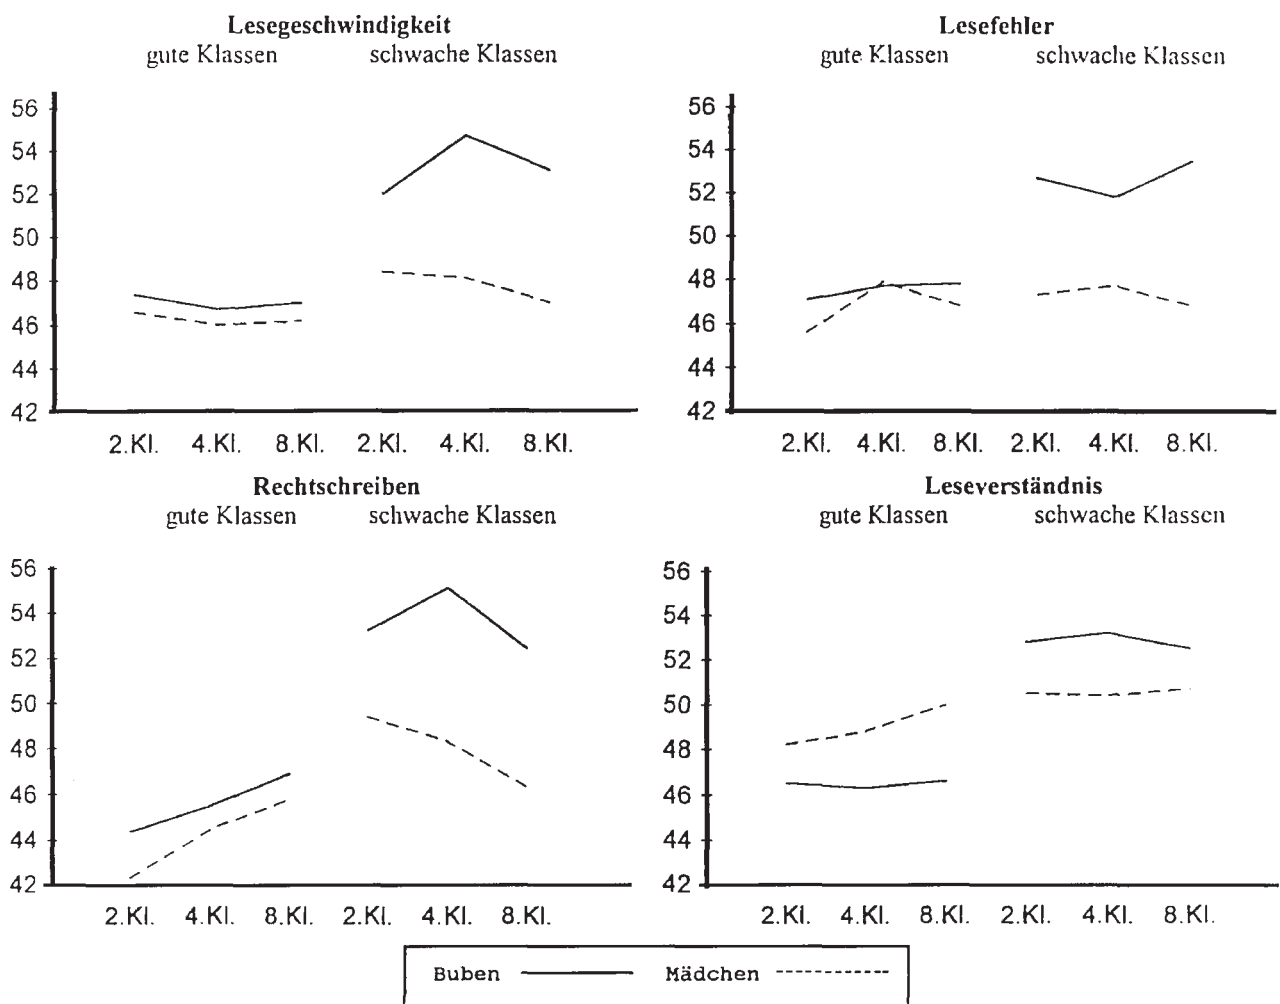 Lesegeschwindigkeit
gute Klassen schwache Klassen
56
54
52
50
48
46
44
42
2.Kl. 4.Kl. 8.Kl. 2.Kl. 4.Kl. 8.Kl.
Lesefehler
gute Klassen schwache Klassen
56
54
52
50
48
46
44
42
2.Kl. 4.Kl. 8.Kl. 2.Kl. 4.Kl. 8.Kl.
Rechtschreiben
gute Klassen schwache Klassen
56
54
52
50
48
46
44
42
2.Kl. 4.Kl. 8.Kl. 2.Kl. 4.Kl. 8.Kl.
Leseverständnis
gute Klassen schwache Klassen
56
54
52
50
48
46
44
42
2.Kl. 4.Kl. 8.Kl. 2.Kl. 4.Kl. 8.Kl.
Buben Mädchen